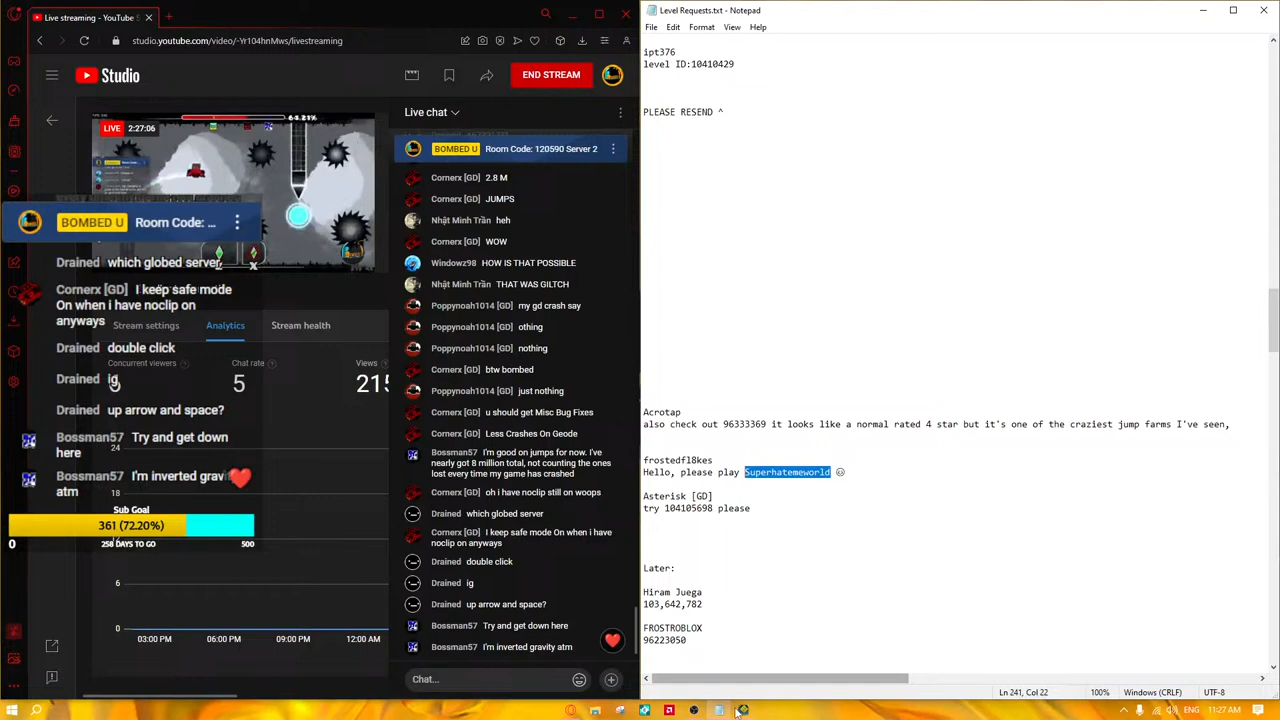 Live streaming - YouTube S
Level Requests.txt - Notepad
studio.youtube.com/video/-Yr104hnMws/livestreaming
File Edit Format View Help
Studio
END STREAM
ipt376
level ID:10410429
PLEASE RESEND ^
LIVE 2:27:06
Live chat
BOMBED U Room Code: 120590 Server 2
Cornerx [GD] 2.8 M
Cornerx [GD] JUMPS
Nhật Minh Trần heh
Cornerx [GD] WOW
Windowz98 HOW IS THAT POSSIBLE
Nhật Minh Trần THAT WAS GILTCH
Poppynoah1014 [GD] my gd crash say
Poppynoah1014 [GD] othing
Poppynoah1014 [GD] nothing
Cornerx [GD] btw bombed
Poppynoah1014 [GD] just nothing
Cornerx [GD] u should get Misc Bug Fixes
Cornerx [GD] Less Crashes On Geode
Bossman57 I'm good on jumps for now. I've
nearly got 8 million total, not counting the ones
lost every time my game has crashed
Cornerx [GD] oh i have noclip still on woops
Drained which globed server
Cornerx [GD] I keep safe mode On when i have
noclip on anyways
Drained double click
Drained ig
Drained up arrow and space?
Bossman57 Try and get down here
Bossman57 I'm inverted gravity atm
Chat...
BOMBED U Room Code: ...
Drained which globed server
Cornerx [GD] I keep safe mode
On when i have noclip on
anyways
Drained double click
Drained ig
Drained up arrow and space?
Bossman57 Try and get down
here
Bossman57 I'm inverted gravity
atm
Stream settings Analytics Stream health
Concurrent viewers
Chat rate
5
Views
215
24
18
6
0
Sub Goal
361 (72.20%)
0
258 DAYS TO GO
500
03:00 PM 06:00 PM 09:00 PM 12:00 AM
Acrotap
also check out 96333369 it looks like a normal rated 4 star but it's one of the craziest jump farms I've seen,
frostedfl8kes
Hello, please play Superhatemeworld
Asterisk [GD]
try 104105698 please
Later:
Hiram Juega
103,642,782
FROSTROBLOX
96223050
Ln 241, Col 22 100% Windows (CRLF) UTF-8
ENG 11:27 AM